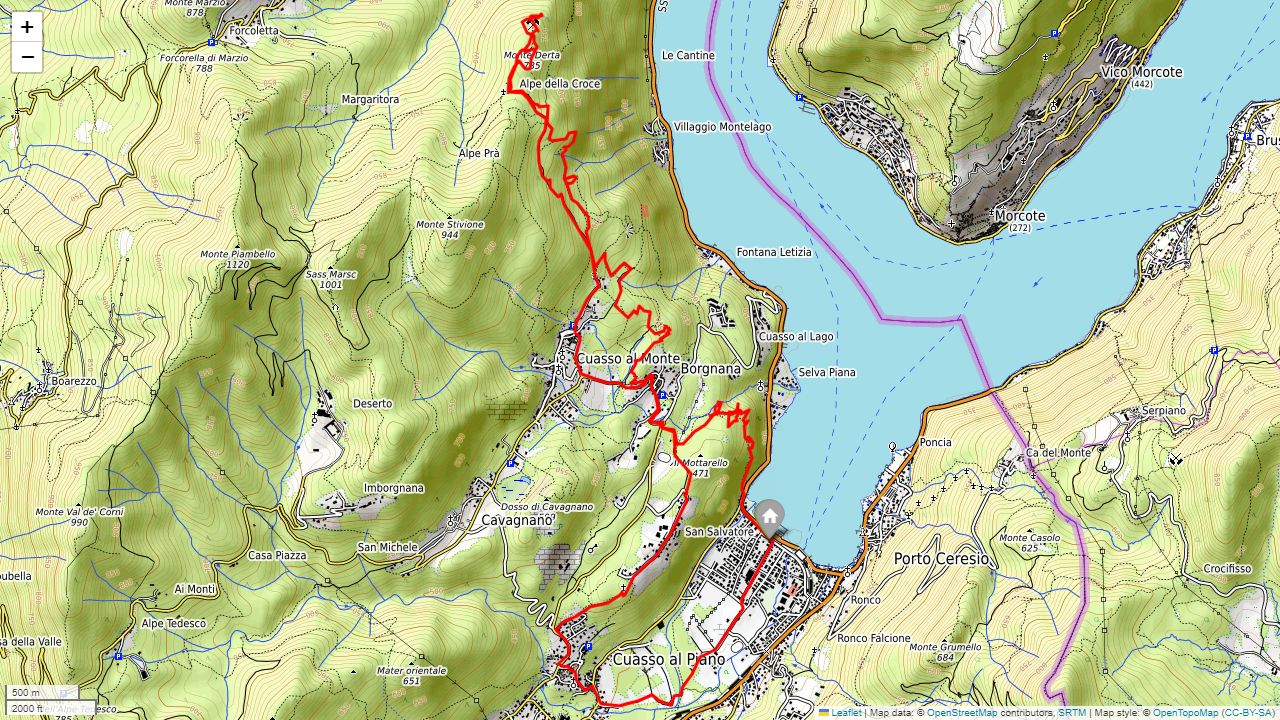 +
−
Monte Marzio
878
Forcoletta
Forcorella di Marzio
788
Margaritora
Monte Derta
Alpe della Croce
Alpe Prà
Le Cantine
Villaggio Montelago
Vico Morcote
(442)
Morcote
(272)
Monte Stivione
944
Monte Piambello
1120
Sass Marsc
1001
Fontana Letizia
Cuasso al Lago
Selva Piana
Cuasso al Monte
Borgnana
Boarezzo
Deserto
Serpiano
Poncia
Ca del Monte
Il Mottarello
471
Imborgnana
Monte Val de' Corni
990
Dosso di Cavagnano
Cavagnano
San Salvatore
San Michele
Casa Piazza
Monte Casolo
625
Porto Ceresio
Crocifisso
Ai Monti
Ronco
Alpe Tedesco
Ronco Falcione
Monte Grumello
684
Cuasso al Piano
Mater orientale
651
500 m
2000 ft
785
Leaflet | Map data: © OpenStreetMap contributors, SRTM | Map style: © OpenTopoMap (CC-BY-SA)